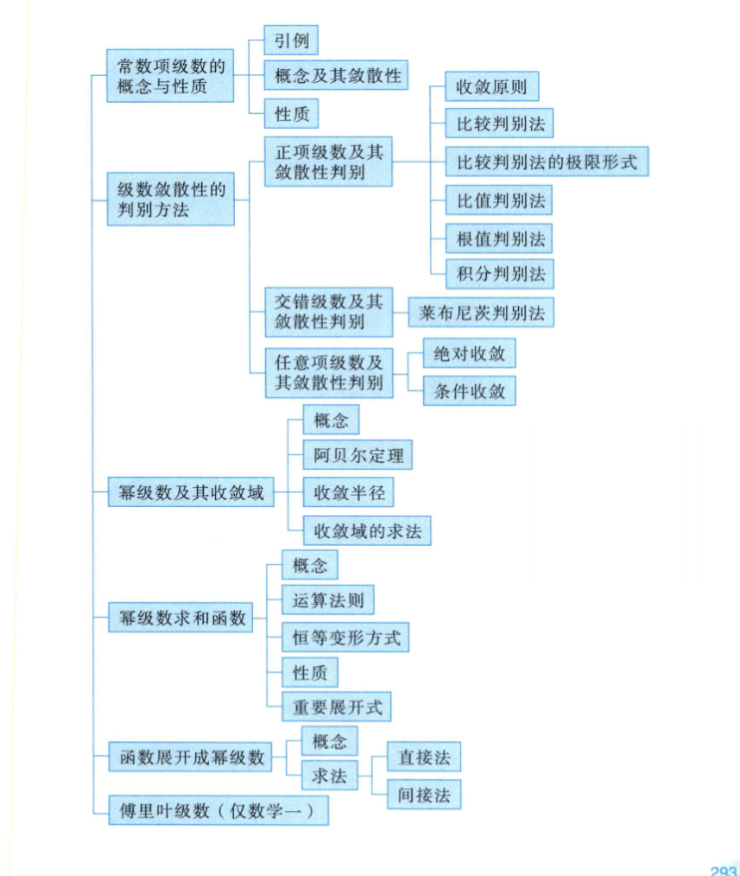 常数项级数的
概念与性质
引例
概念及其敛散性
性质
级数敛散性的
判别方法
正项级数及其
敛散性判别
收敛原则
比较判别法
比较判别法的极限形式
比值判别法
根值判别法
积分判别法
交错级数及其
敛散性判别
莱布尼茨判别法
任意项级数及
其敛散性判别
绝对收敛
条件收敛
幂级数及其收敛域
概念
阿贝尔定理
收敛半径
收敛域的求法
幂级数求和函数
概念
运算法则
恒等变形方式
性质
重要展开式
函数展开成幂级数
概念
求法
直接法
间接法
傅里叶级数（仅数学一）
293